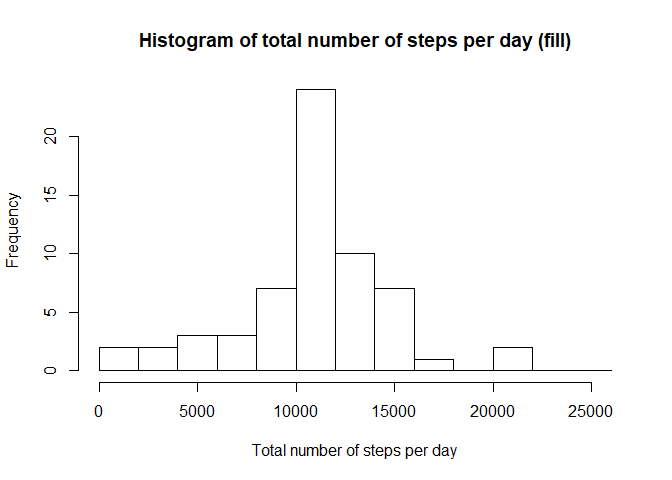 Histogram of total number of steps per day (fill)
Frequency
20
15
10
5
0
0 5000 10000 15000 20000 25000
Total number of steps per day